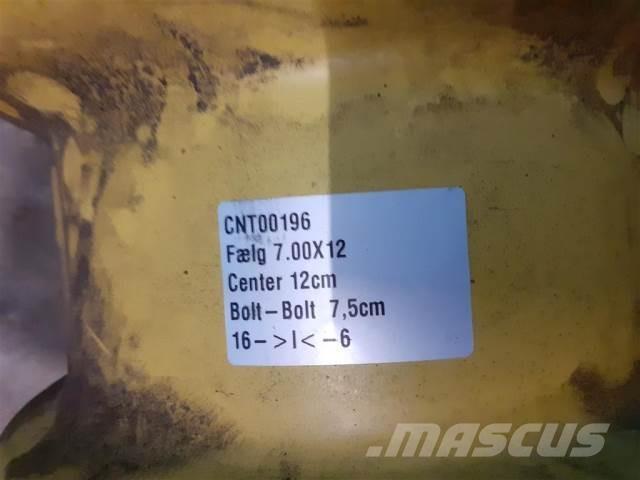 CNT00196
Fælg 7.00X12
Center 12cm
Bolt-Bolt 7,5cm
16->I<-6
MASCUS